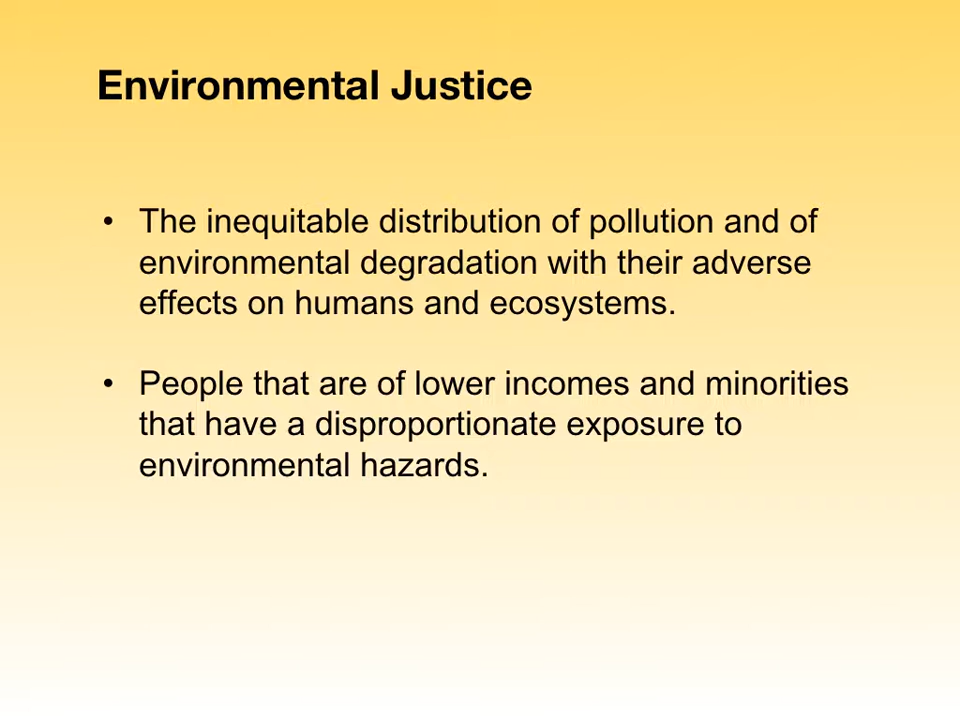 Environmental Justice
• The inequitable distribution of pollution and of
environmental degradation with their adverse
effects on humans and ecosystems.
• People that are of lower incomes and minorities
that have a disproportionate exposure to
environmental hazards.